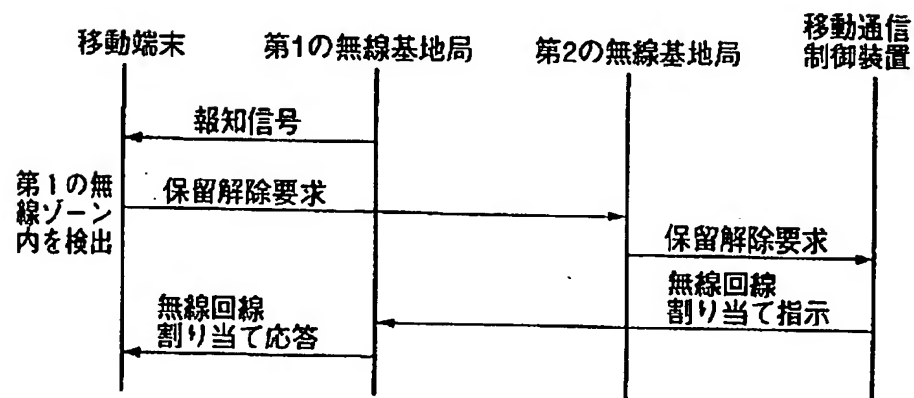 移動端末
第1の無線基地局
第2の無線基地局
移動通信
制御装置
報知信号
第1の無
線ゾーン
内を検出
保留解除要求
保留解除要求
無線回線
割り当て指示
無線回線
割り当て応答